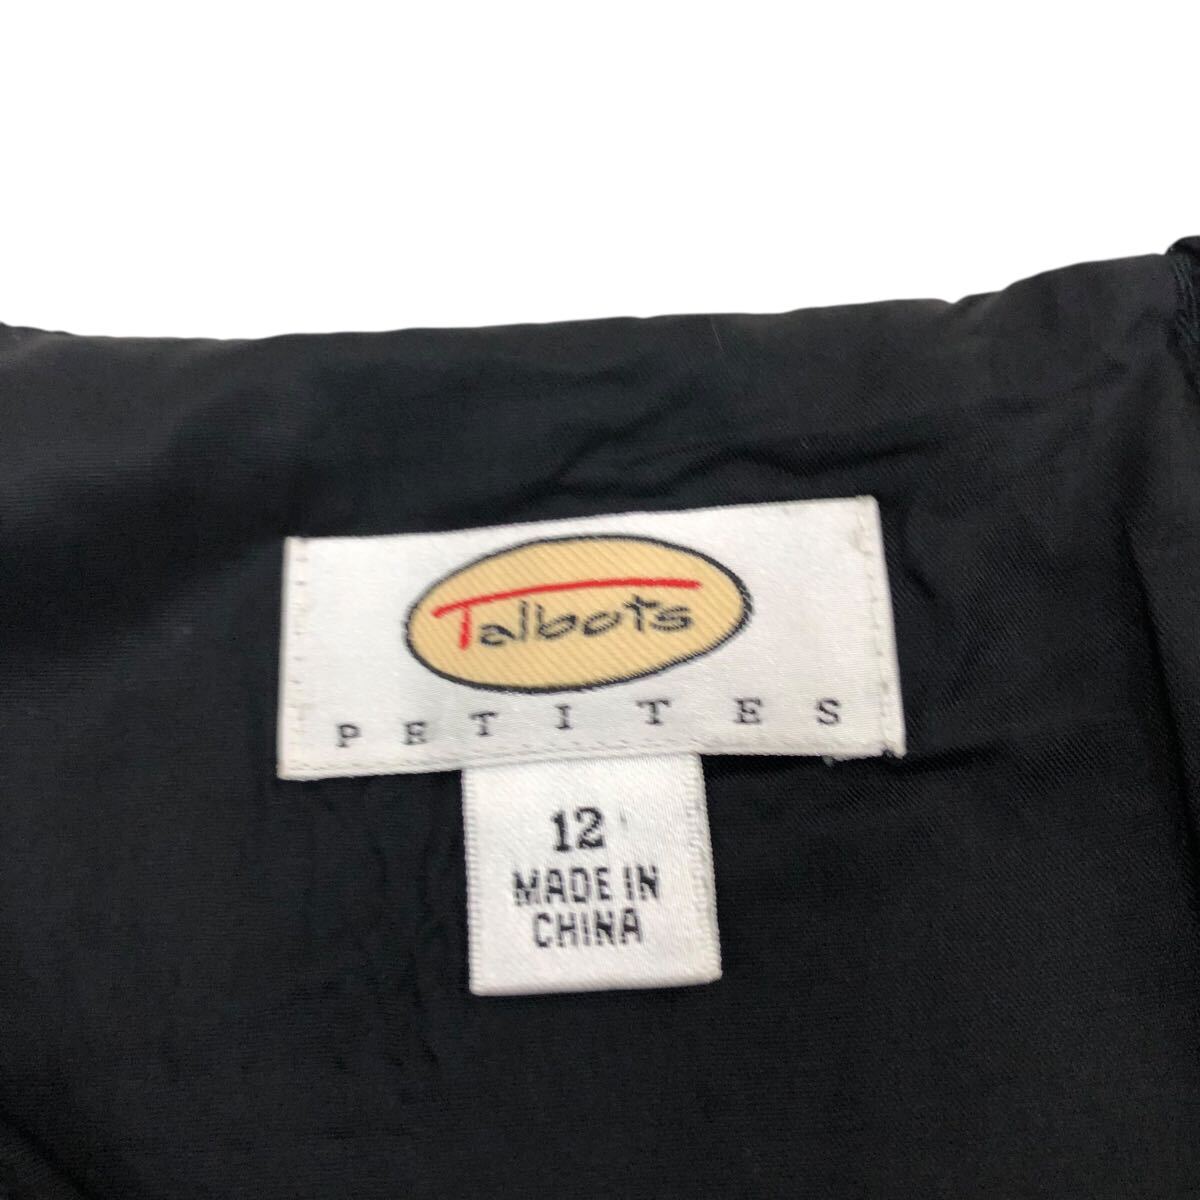 Talbots
PETITES
12
MADE IN
CHINA